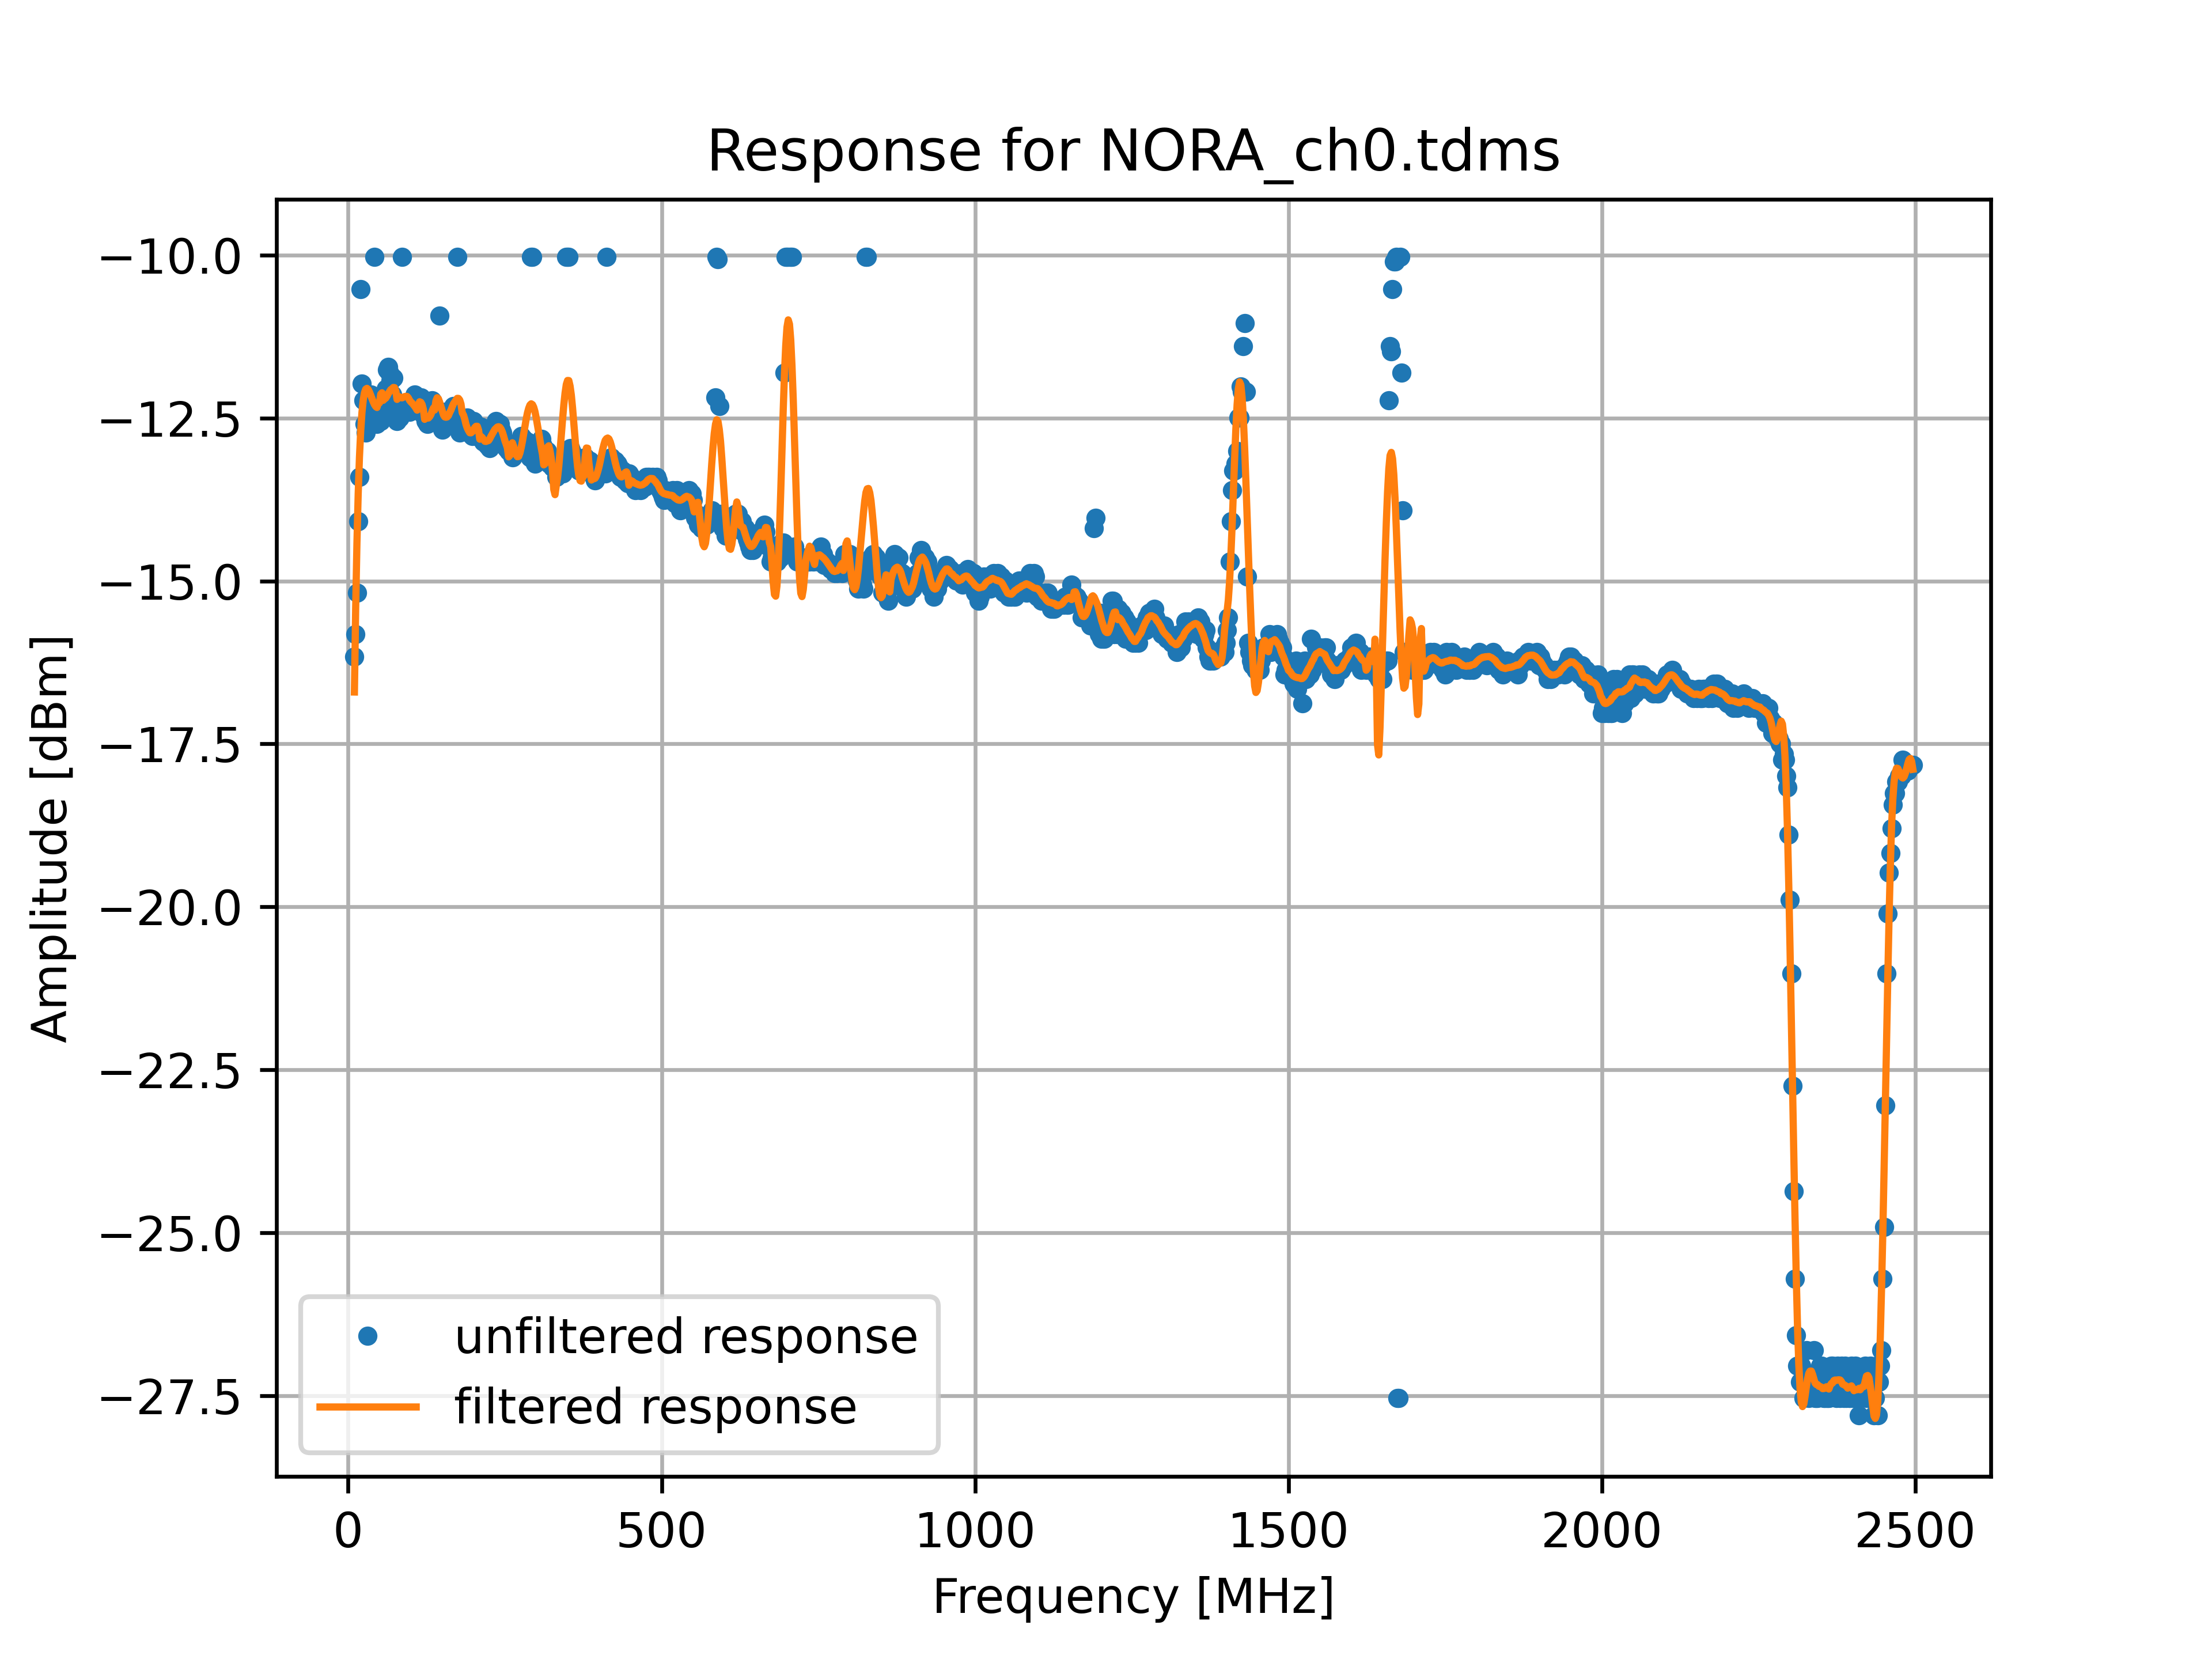 Response for NORA_ch0.tdms
−10.0
−12.5
−15.0
−17.5
−20.0
−22.5
−25.0
−27.5
Amplitude [dBm]
unfiltered response
filtered response
0 500 1000 1500 2000 2500
Frequency [MHz]